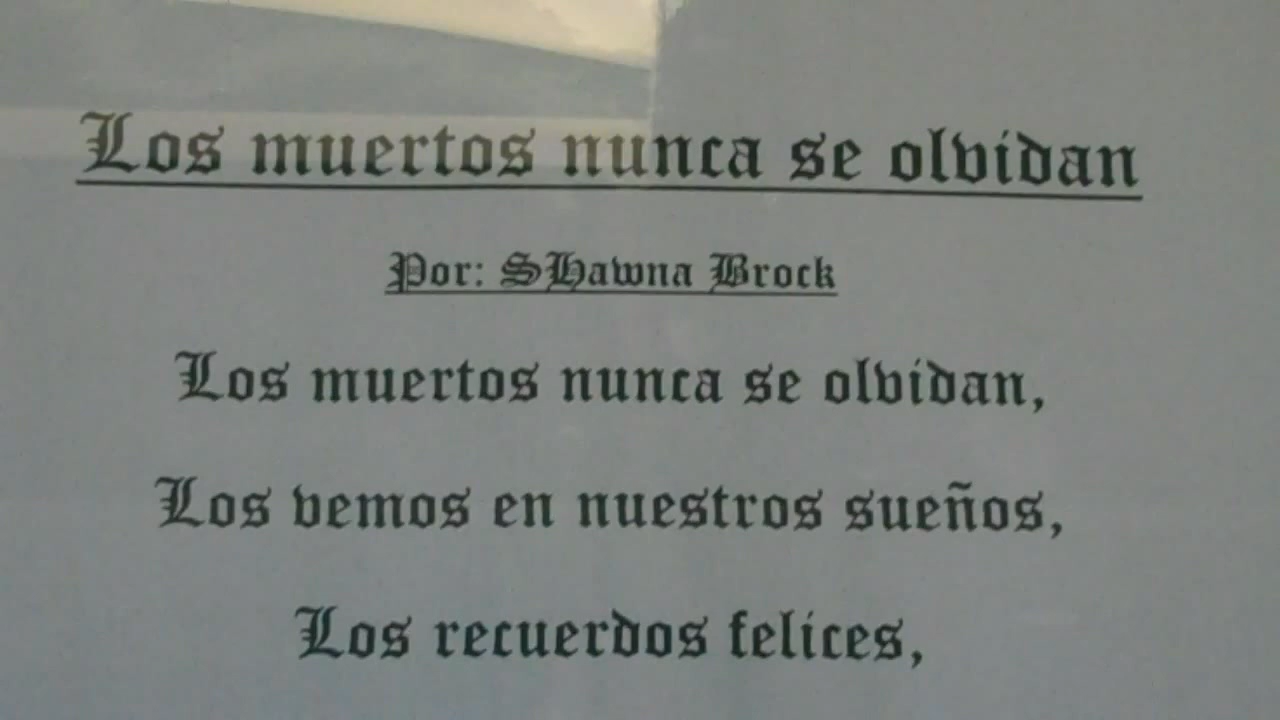 Los muertos nunca se olvidan
Por: SHawna Brock
Los muertos nunca se olvidan,
Los vemos en nuestros sueños,
Los recuerdos felices,